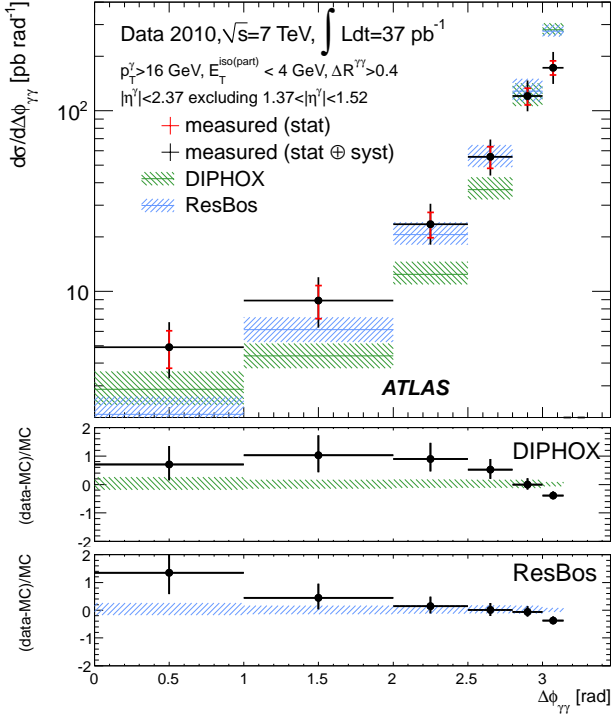 Data 2010,√s=7 TeV, ∫ Ldt=37 pb⁻¹
p_T^γ>16 GeV, E_T^iso(part) < 4 GeV, ΔR^γγ>0.4
|η^γ|<2.37 excluding 1.37<|η^γ|<1.52
measured (stat)
measured (stat ⊕ syst)
DIPHOX
ResBos
dσ/dΔφ_γγ [pb rad⁻¹]
10²
10
ATLAS
DIPHOX
(data-MC)/MC
2
1
0
-1
-2
ResBos
(data-MC)/MC
2
1
0
-1
-2
0 0.5 1 1.5 2 2.5 3
Δφ_γγ [rad]